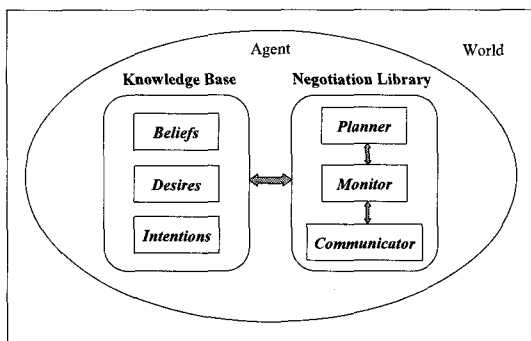 Agent
World
Knowledge Base
Negotiation Library
Beliefs
Desires
Intentions
Planner
Monitor
Communicator